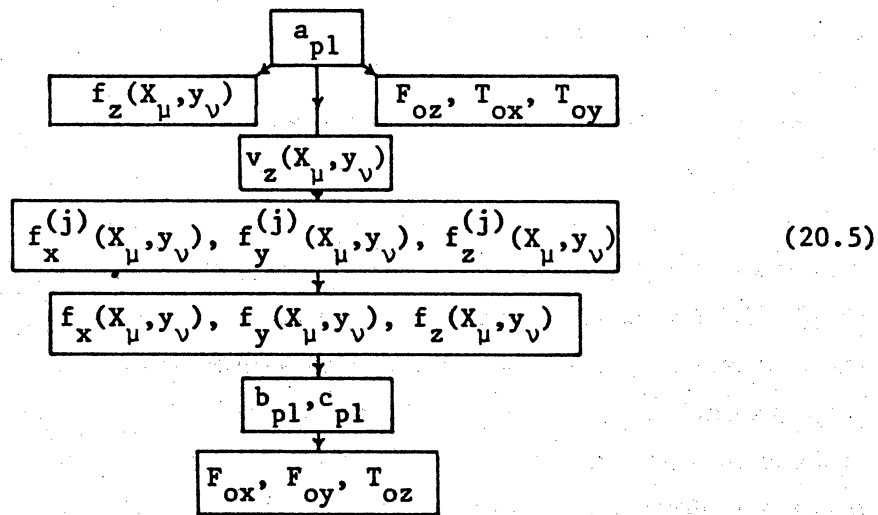 a_pl
f_z(X_μ,y_ν) F_oz, T_ox, T_oy
v_z(X_μ,y_ν)
f_x^(j)(X_μ,y_ν), f_y^(j)(X_μ,y_ν), f_z^(j)(X_μ,y_ν) (20.5)
f_x(X_μ,y_ν), f_y(X_μ,y_ν), f_z(X_μ,y_ν)
b_pl,c_pl
F_ox, F_oy, T_oz